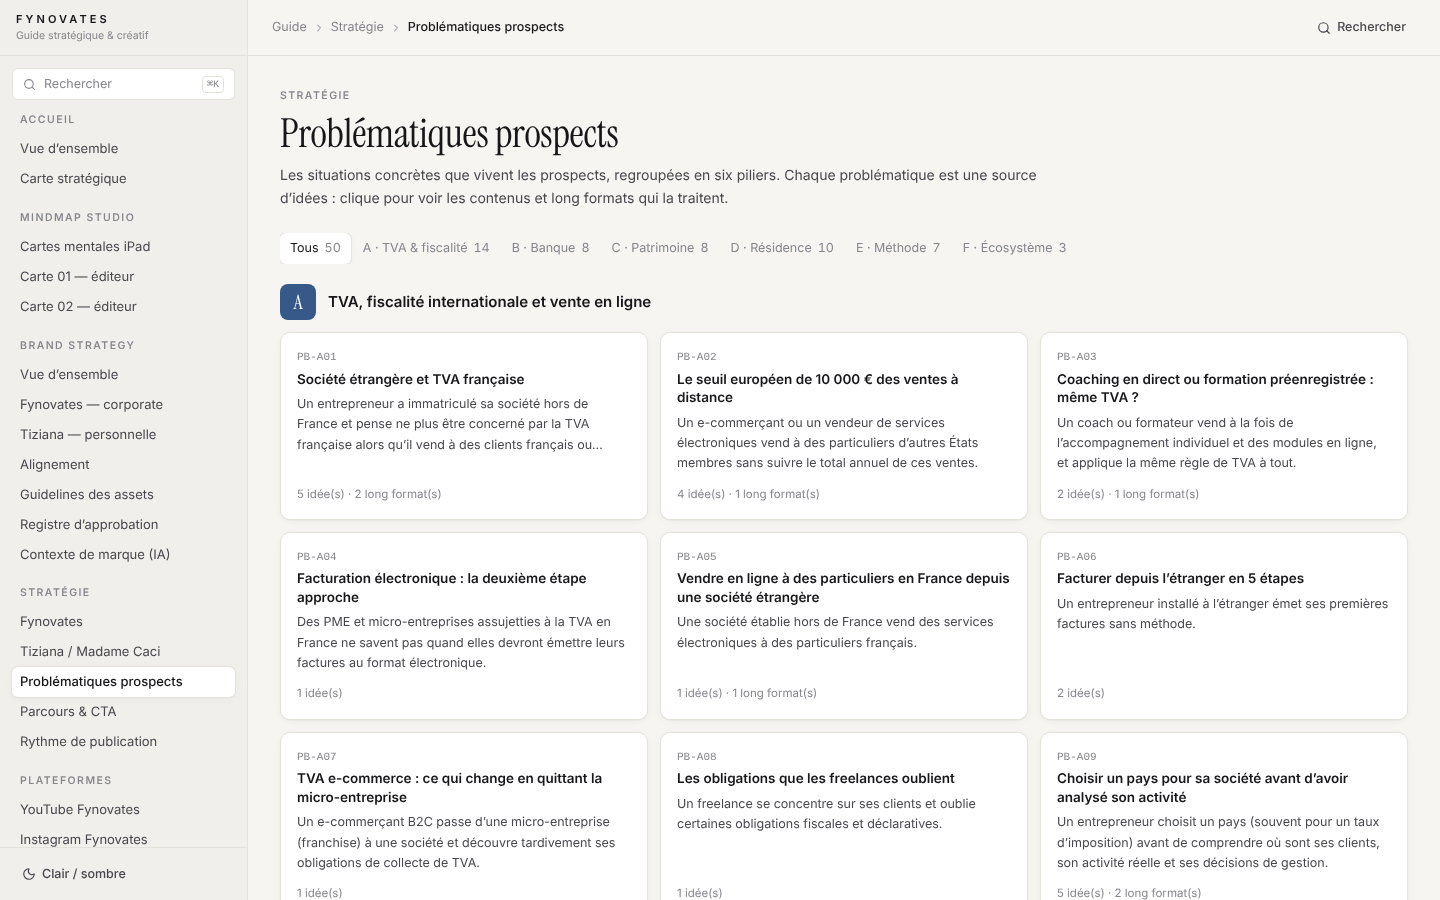 FYNOVATES
Guide stratégique & créatif
Rechercher
⌘K
ACCUEIL
Vue d’ensemble
Carte stratégique
MINDMAP STUDIO
Cartes mentales iPad
Carte 01 — éditeur
Carte 02 — éditeur
BRAND STRATEGY
Vue d’ensemble
Fynovates — corporate
Tiziana — personnelle
Alignement
Guidelines des assets
Registre d’approbation
Contexte de marque (IA)
STRATÉGIE
Fynovates
Tiziana / Madame Caci
Problématiques prospects
Parcours & CTA
Rythme de publication
PLATEFORMES
YouTube Fynovates
Instagram Fynovates
Clair / sombre
Guide
Stratégie
Problématiques prospects
Rechercher
STRATÉGIE
Problématiques prospects
Les situations concrètes que vivent les prospects, regroupées en six piliers. Chaque problématique est une source
d’idées : clique pour voir les contenus et long formats qui la traitent.
Tous 50
A · TVA & fiscalité 14
B · Banque 8
C · Patrimoine 8
D · Résidence 10
E · Méthode 7
F · Écosystème 3
A
TVA, fiscalité internationale et vente en ligne
PB-A01
Société étrangère et TVA française
Un entrepreneur a immatriculé sa société hors de
France et pense ne plus être concerné par la TVA
française alors qu’il vend à des clients français ou…
5 idée(s) · 2 long format(s)
PB-A02
Le seuil européen de 10 000 € des ventes à
distance
Un e-commerçant ou un vendeur de services
électroniques vend à des particuliers d’autres États
membres sans suivre le total annuel de ces ventes.
4 idée(s) · 1 long format(s)
PB-A03
Coaching en direct ou formation préenregistrée :
même TVA ?
Un coach ou formateur vend à la fois de
l’accompagnement individuel et des modules en ligne,
et applique la même règle de TVA à tout.
2 idée(s) · 1 long format(s)
PB-A04
Facturation électronique : la deuxième étape
approche
Des PME et micro-entreprises assujetties à la TVA en
France ne savent pas quand elles devront émettre leurs
factures au format électronique.
1 idée(s)
PB-A05
Vendre en ligne à des particuliers en France depuis
une société étrangère
Une société établie hors de France vend des services
électroniques à des particuliers français.
1 idée(s) · 1 long format(s)
PB-A06
Facturer depuis l’étranger en 5 étapes
Un entrepreneur installé à l’étranger émet ses premières
factures sans méthode.
2 idée(s)
PB-A07
TVA e-commerce : ce qui change en quittant la
micro-entreprise
Un e-commerçant B2C passe d’une micro-entreprise
(franchise) à une société et découvre tardivement ses
obligations de collecte de TVA.
1 idée(s)
PB-A08
Les obligations que les freelances oublient
Un freelance se concentre sur ses clients et oublie
certaines obligations fiscales et déclaratives.
1 idée(s)
PB-A09
Choisir un pays pour sa société avant d’avoir
analysé son activité
Un entrepreneur choisit un pays (souvent pour un taux
d’imposition) avant de comprendre où sont ses clients,
son activité réelle et ses décisions de gestion.
5 idée(s) · 2 long format(s)